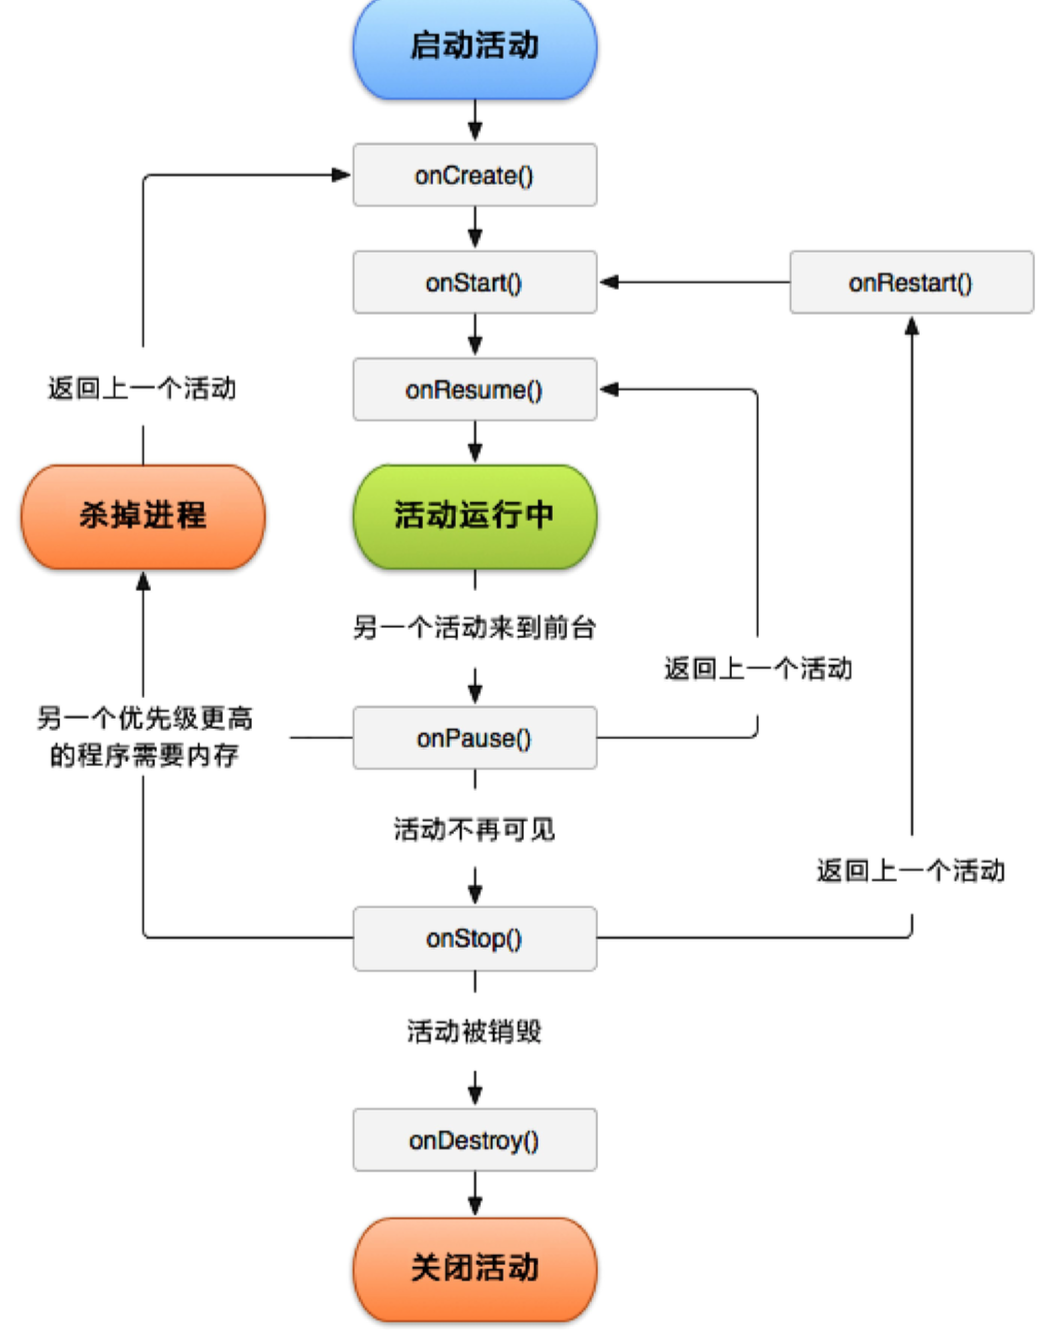 启动活动
onCreate()
onStart()
onRestart()
onResume()
返回上一个活动
杀掉进程
活动运行中
另一个活动来到前台
返回上一个活动
另一个优先级更高
的程序需要内存
onPause()
活动不再可见
返回上一个活动
onStop()
活动被销毁
onDestroy()
关闭活动